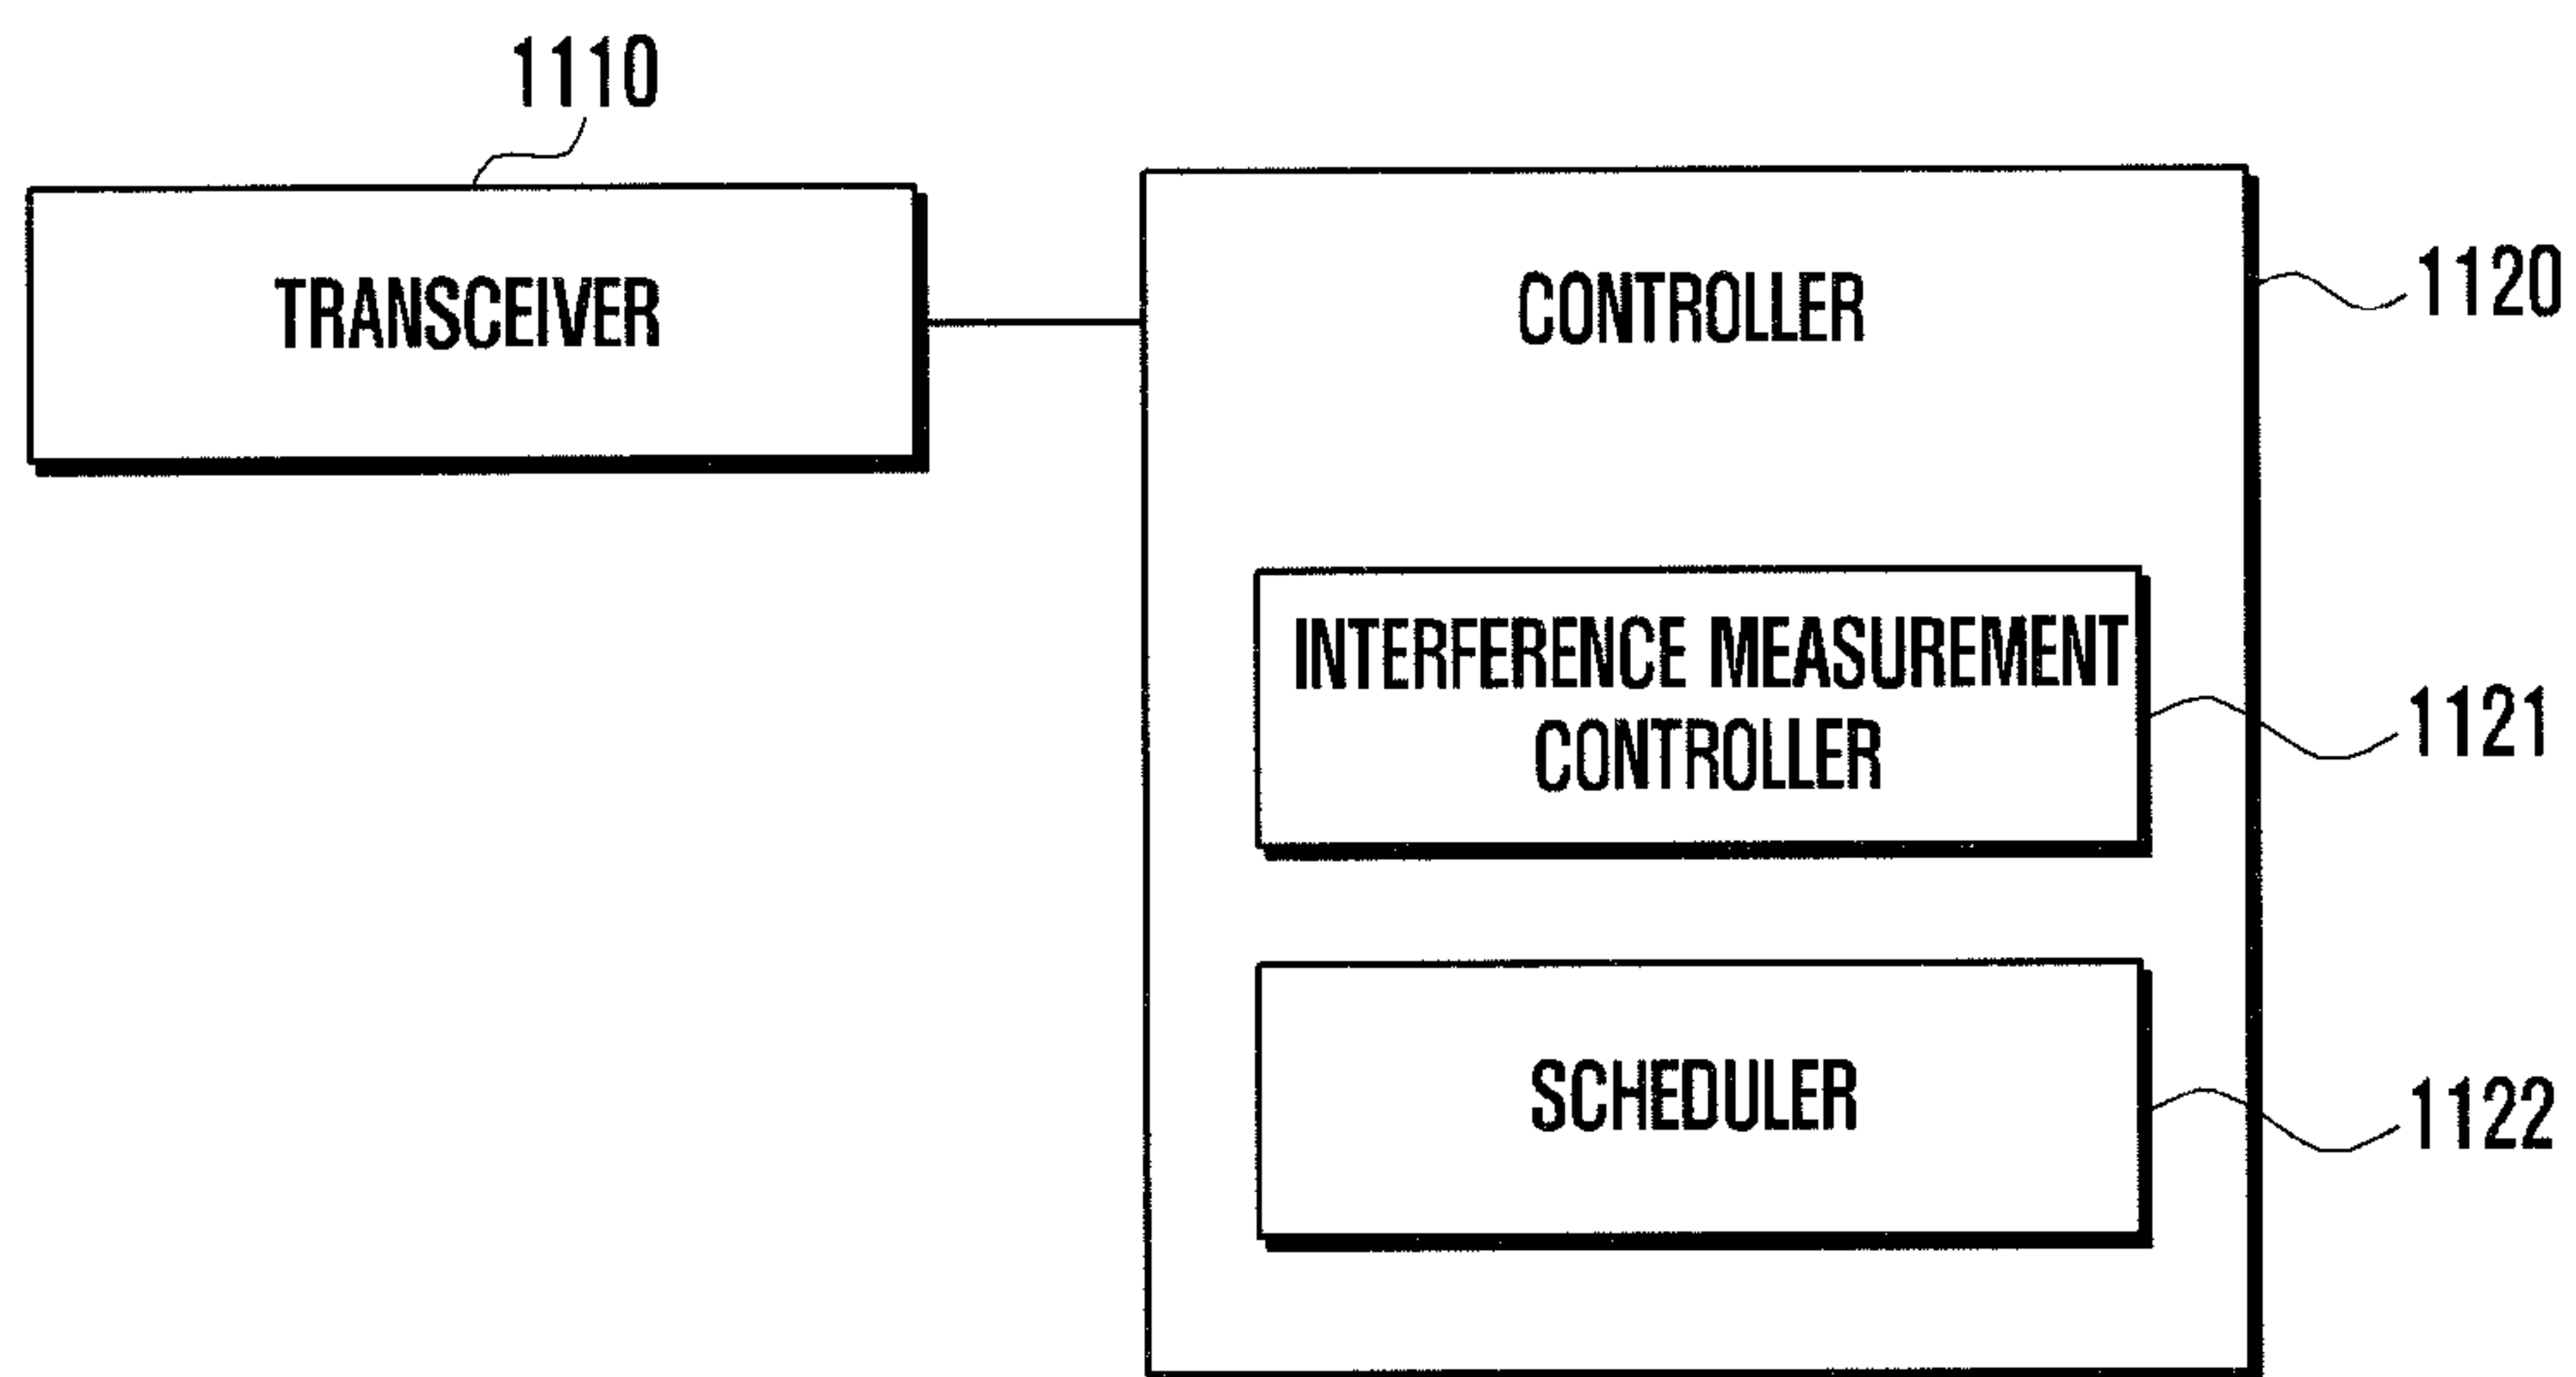 1110
TRANSCEIVER
CONTROLLER
1120
INTERFERENCE MEASUREMENT
CONTROLLER
1121
SCHEDULER
1122